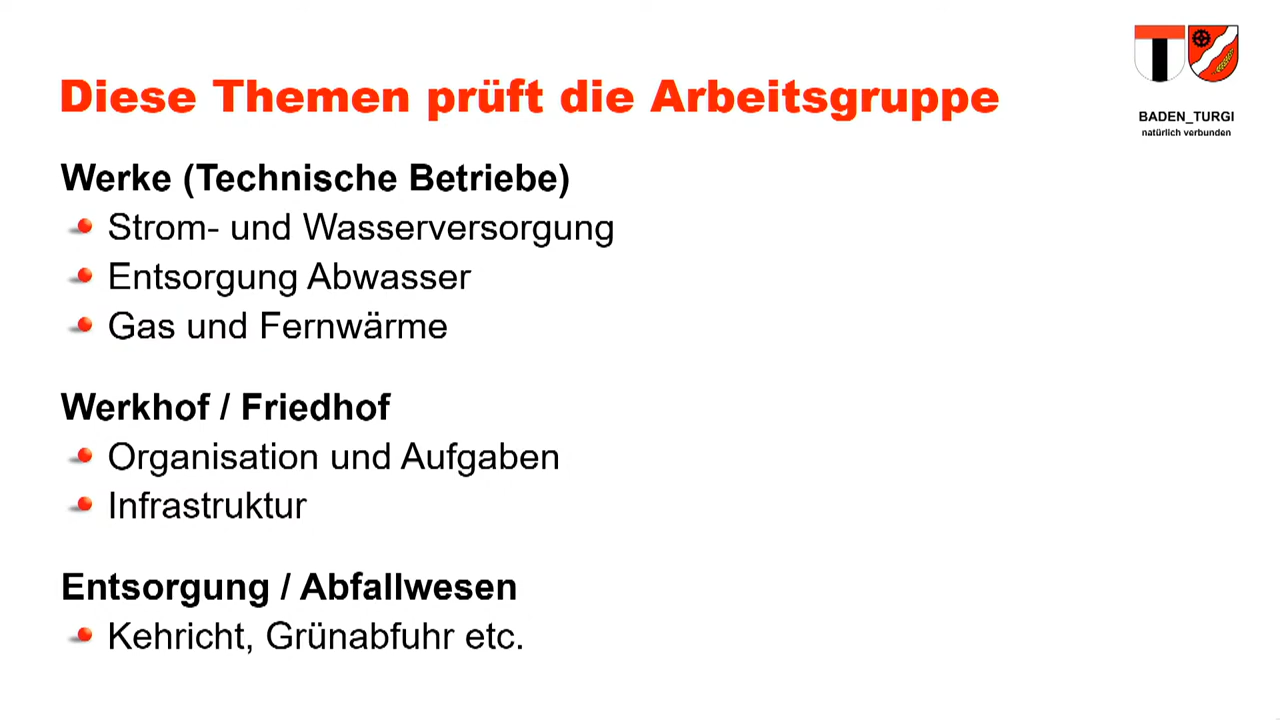 Diese Themen prüft die Arbeitsgruppe
BADEN_TURGI
natürlich verbunden
Werke (Technische Betriebe)
Strom- und Wasserversorgung
Entsorgung Abwasser
Gas und Fernwärme
Werkhof / Friedhof
Organisation und Aufgaben
Infrastruktur
Entsorgung / Abfallwesen
Kehricht, Grünabfuhr etc.